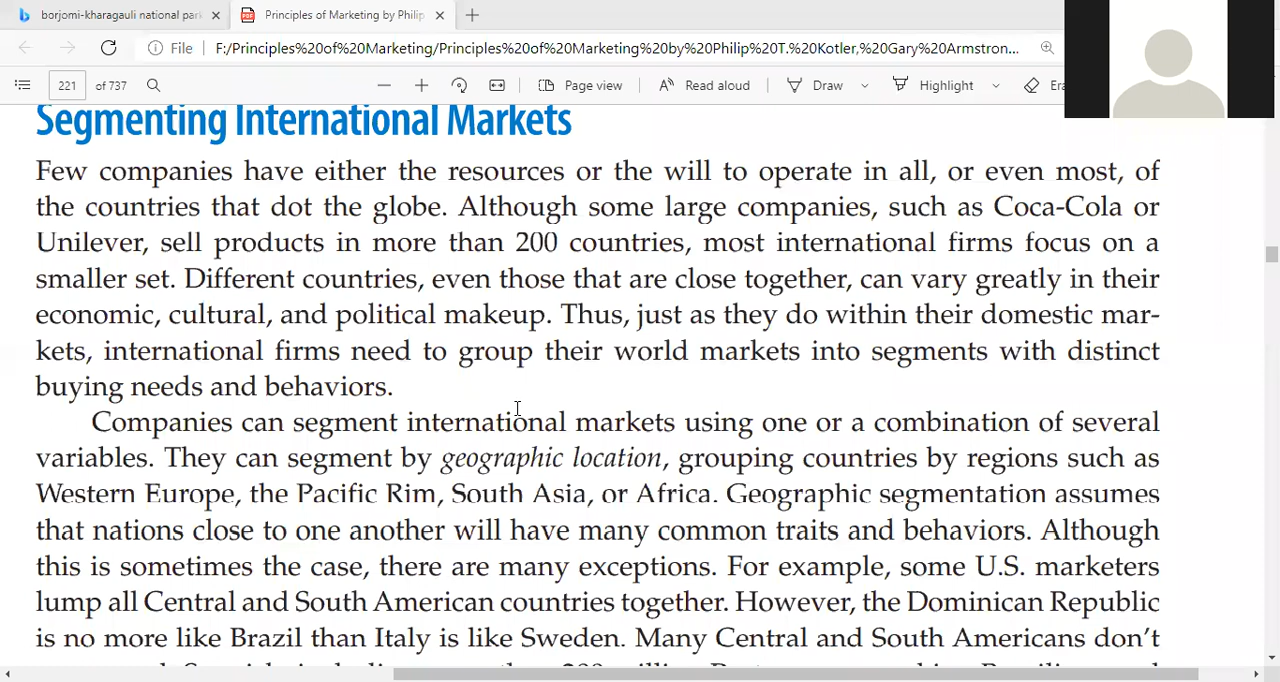 borjomi-kharagauli national par
Principles of Marketing by Philip
File
F:/Principles%20of%20Marketing/Principles%20of%20Marketing%20by%20Philip%20T.%20Kotler,%20Gary%20Armstron...
221 of 737
Page view
Read aloud
Draw
Highlight
Era
Segmenting International Markets
Few companies have either the resources or the will to operate in all, or even most, of
the countries that dot the globe. Although some large companies, such as Coca-Cola or
Unilever, sell products in more than 200 countries, most international firms focus on a
smaller set. Different countries, even those that are close together, can vary greatly in their
economic, cultural, and political makeup. Thus, just as they do within their domestic mar-
kets, international firms need to group their world markets into segments with distinct
buying needs and behaviors.
Companies can segment international markets using one or a combination of several
variables. They can segment by geographic location, grouping countries by regions such as
Western Europe, the Pacific Rim, South Asia, or Africa. Geographic segmentation assumes
that nations close to one another will have many common traits and behaviors. Although
this is sometimes the case, there are many exceptions. For example, some U.S. marketers
lump all Central and South American countries together. However, the Dominican Republic
is no more like Brazil than Italy is like Sweden. Many Central and South Americans don't